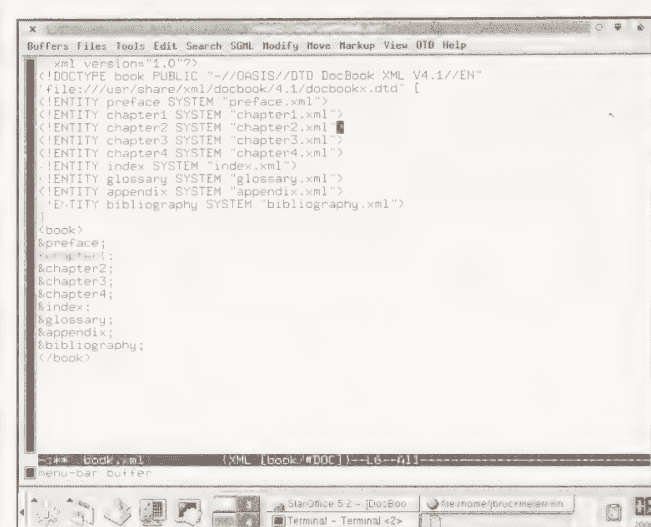 Buffers Files Tools Edit Search SGML Modify Move Markup View DTD Help
xml version="1.0"?>
<!DOCTYPE book PUBLIC "-//OASIS//DTD DocBook XML V4.1//EN"
"file:///usr/share/xml/docbook/4.1/docbookx.dtd" [
<!ENTITY preface SYSTEM "preface.xml">
<!ENTITY chapter1 SYSTEM "chapter1.xml">
<!ENTITY chapter2 SYSTEM "chapter2.xml">
<!ENTITY chapter3 SYSTEM "chapter3.xml">
<!ENTITY chapter4 SYSTEM "chapter4.xml">
<!ENTITY index SYSTEM "index.xml">
<!ENTITY glossary SYSTEM "glossary.xml">
<!ENTITY appendix SYSTEM "appendix.xml">
<!ENTITY bibliography SYSTEM "bibliography.xml">
]
<book>
&preface;
&chapter1;
&chapter2;
&chapter3;
&chapter4;
&index;
&glossary;
&appendix;
&bibliography;
</book>
-:** book.xml (XML [book/#DOC])--L6--All
menu-bar buffer
StarOffice 5.2 - [DocBoo
Terminal - Terminal <2>